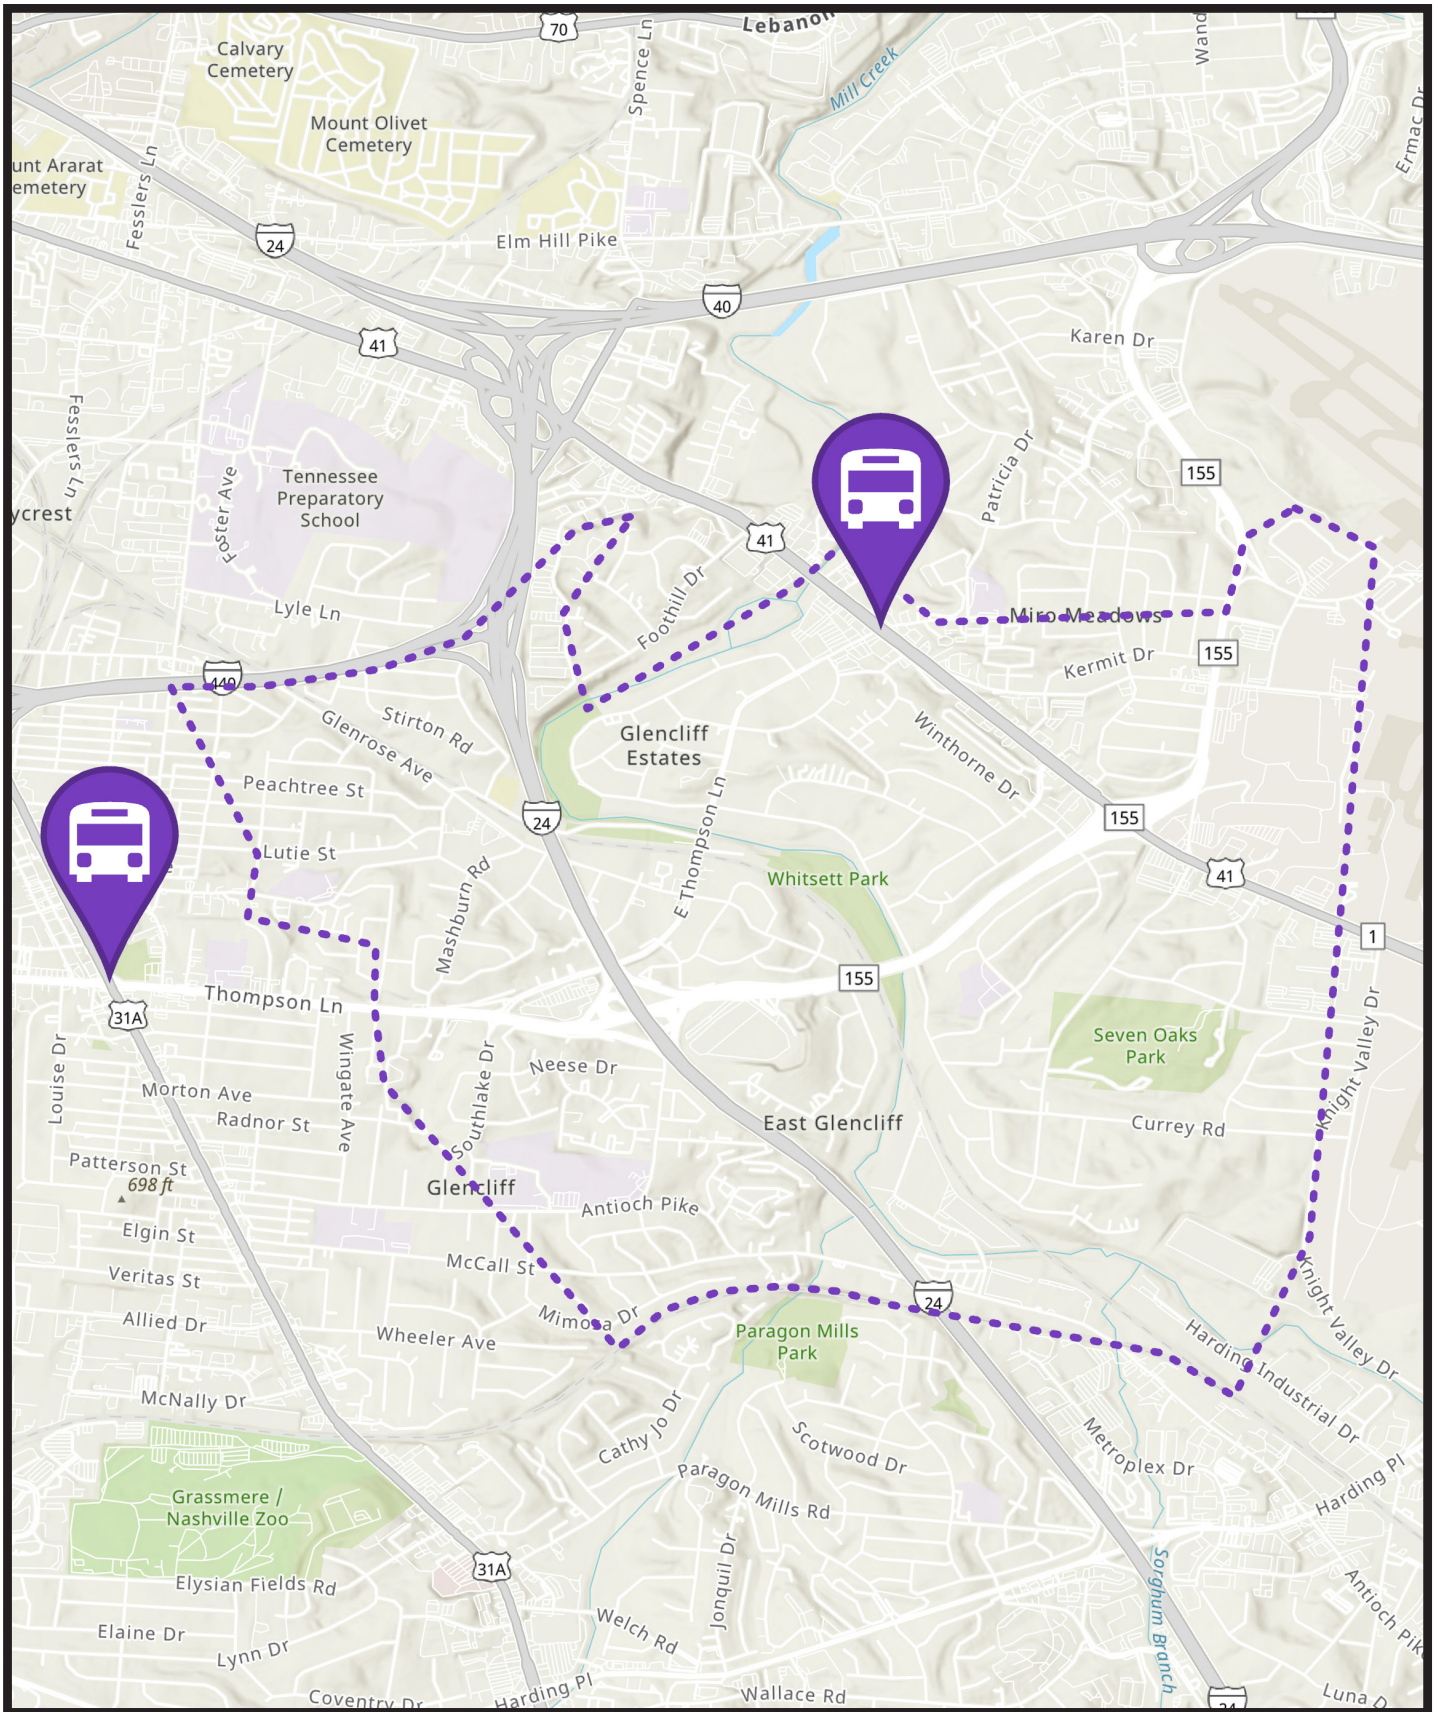 70
Lebanon
Calvary
Cemetery
Spence Ln
Mill Creek
Wand
Mount Olivet
Cemetery
Ermac Dr
unt Ararat
emetery
Fesslers Ln
24
Elm Hill Pike
40
41
Karen Dr
Fesslers Ln
Patricia Dr
155
Tennessee
Preparatory
School
Foster Ave
ycrest
41
Foothill Dr
Lyle Ln
Miro Meadows
155
Kermit Dr
440
Stirton Rd
Glenrose Ave
Glencliff
Estates
Winthorne Dr
Peachtree St
E Thompson Ln
24
155
Lutie St
e
41
Whitsett Park
Mashburn Rd
1
155
Thompson Ln
31A
Knight Valley Dr
Seven Oaks
Park
Louise Dr
Wingate Ave
Southlake Dr
Neese Dr
Morton Ave
Radnor St
East Glencliff
Currey Rd
Patterson St
698 ft
Glencliff
Antioch Pike
Elgin St
McCall St
Veritas St
24
Knight Valley Dr
Allied Dr
Mimosa Dr
Wheeler Ave
Paragon Mills
Park
Harding Industrial Dr
McNally Dr
Cathy Jo Dr
Scotwood Dr
Metroplex Dr
Paragon Mills Rd
Harding Pl
Grassmere /
Nashville Zoo
31A
Jonquil Dr
Sorghum Branch
Elysian Fields Rd
Antioch Pik
Welch Rd
Elaine Dr
Lynn Dr
Coventry Dr
Harding Pl
Wallace Rd
Luna D
24